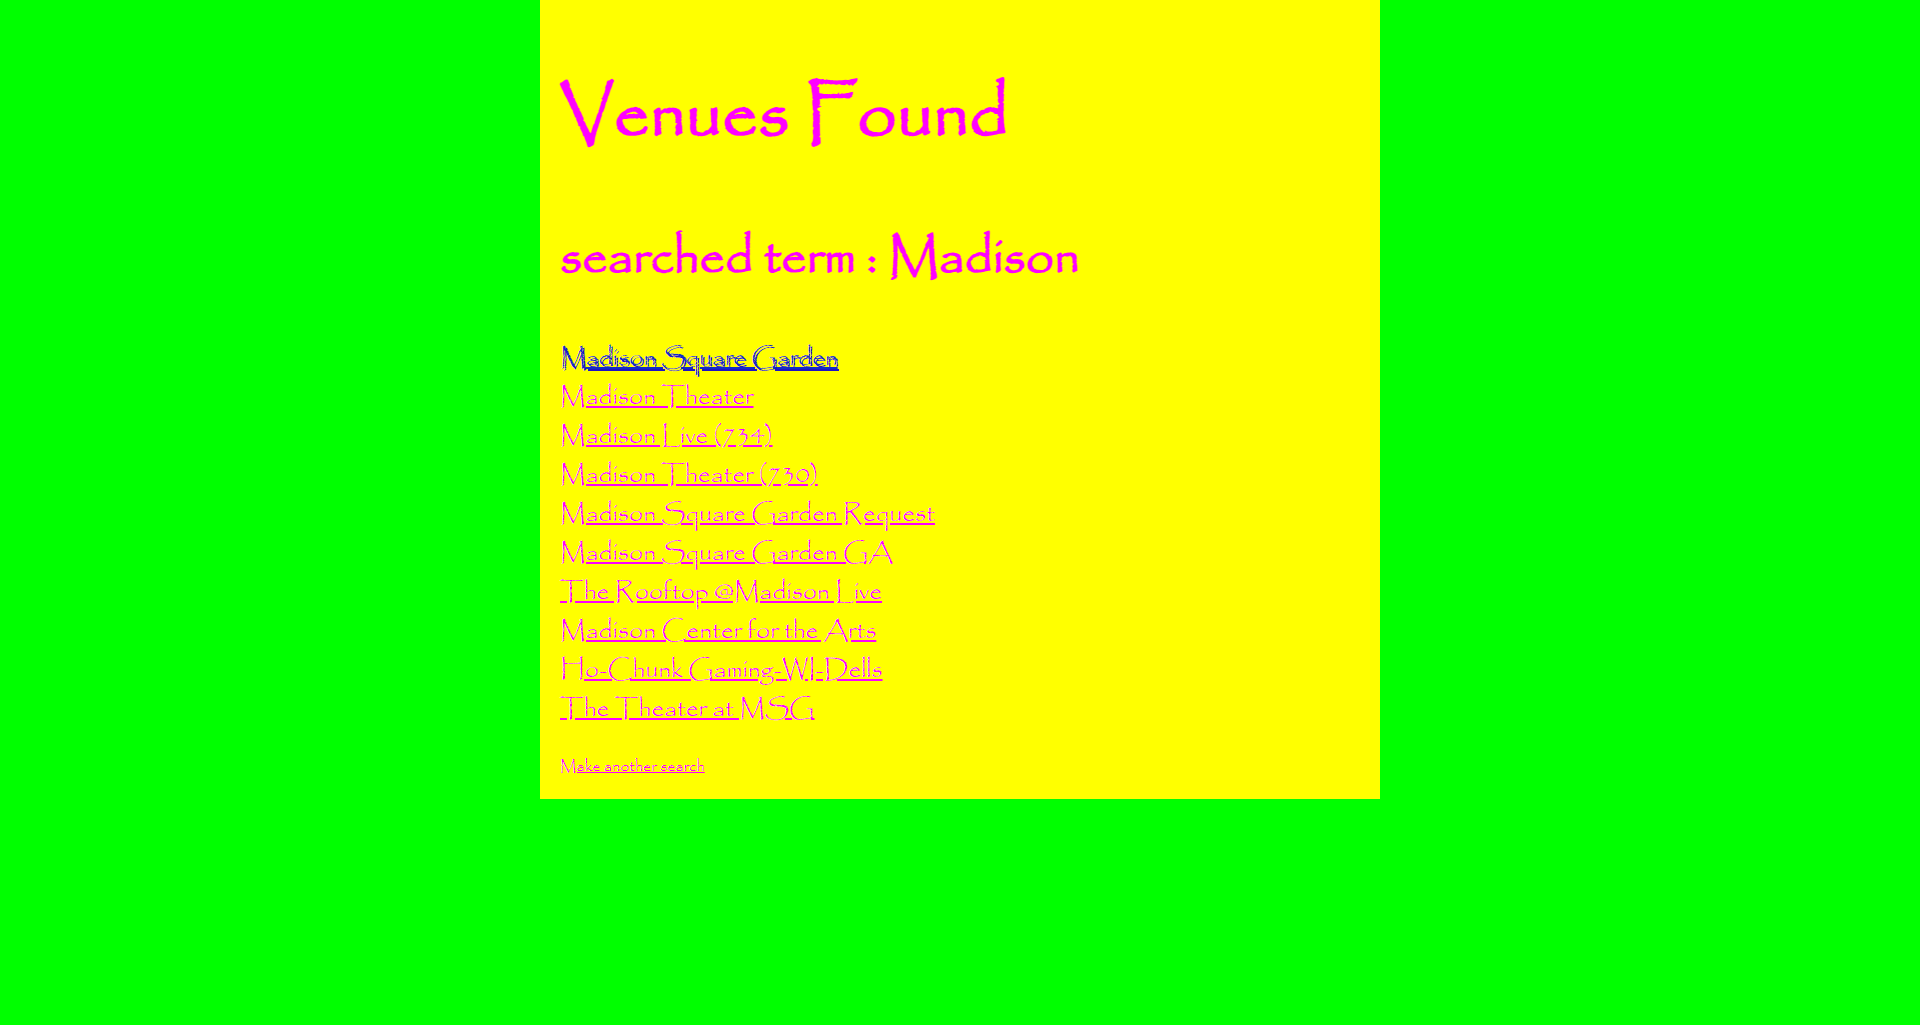 Venues Found
searched term : Madison
Madison Square Garden
Madison Theater
Madison Live (734)
Madison Theater (730)
Madison Square Garden Request
Madison Square Garden GA
The Rooftop @Madison Live
Madison Center for the Arts
Ho-Chunk Gaming-WI-Dells
The Theater at MSG
Make another search